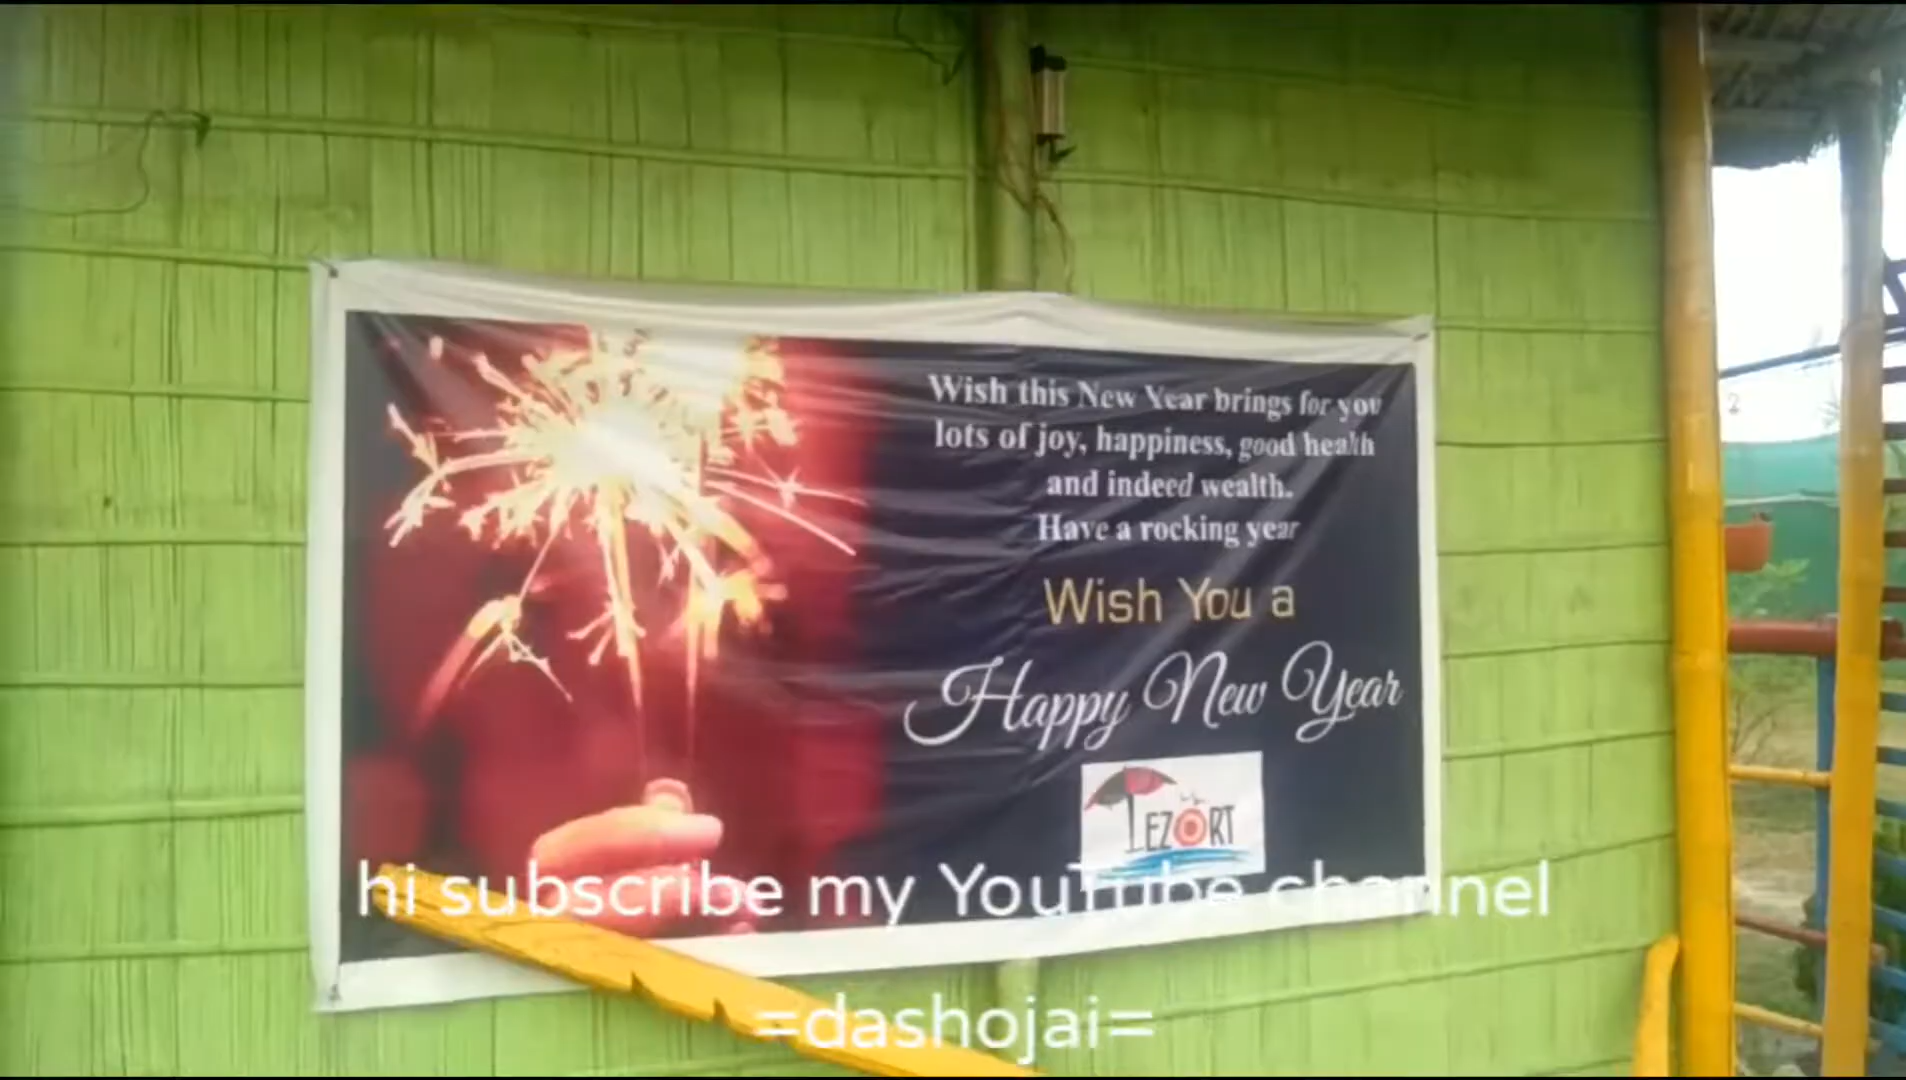 Wish this New Year brings for you
lots of joy, happiness, good health
and indeed wealth.
Have a rocking year
Wish You a
Happy New Year
LEZORT
hi subscribe my YouTube channel
=dashojai=